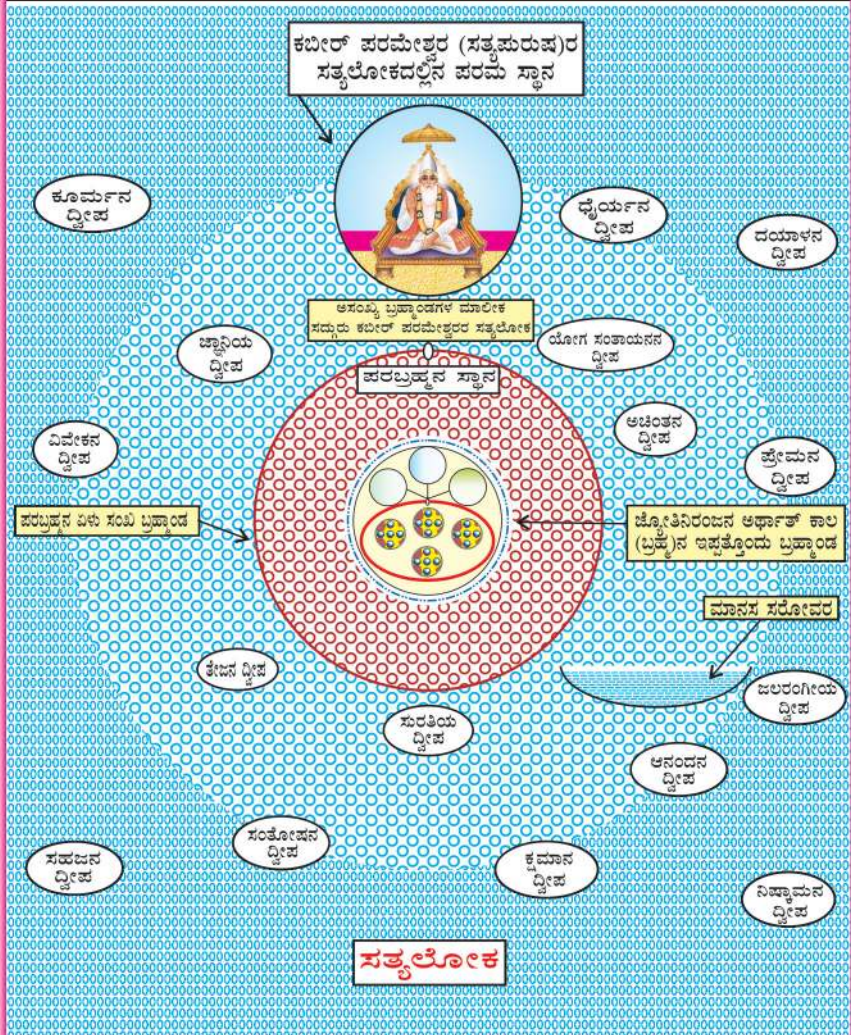 ಕಬೀರ್ ಪರಮೇಶ್ವರ (ಸತ್ಯಪುರುಷ)ರ
ಸತ್ಯಲೋಕದಲ್ಲಿನ ಪರಮ ಸ್ಥಾನ
ಕೂರ್ಮನ
ದ್ವೀಪ
ಧೈರ್ಯನ
ದ್ವೀಪ
ದಯಾಳನ
ದ್ವೀಪ
ಅಸಂಖ್ಯ ಬ್ರಹ್ಮಾಂಡಗಳ ಮಾಲೀಕ
ಸದ್ಗುರು ಕಬೀರ್ ಪರಮೇಶ್ವರರ ಸತ್ಯಲೋಕ
ಜ್ಞಾನಿಯ
ದ್ವೀಪ
ಯೋಗ ಸಂತಾಯನನ
ದ್ವೀಪ
ಪರಬ್ರಹ್ಮನ ಸ್ಥಾನ
ಅಚಿಂತನ
ದ್ವೀಪ
ವಿವೇಕನ
ದ್ವೀಪ
ಪ್ರೇಮನ
ದ್ವೀಪ
ಪರಬ್ರಹ್ಮನ ಏಳು ಸಂಖಿ ಬ್ರಹ್ಮಾಂಡ
ಜ್ಯೋತಿನಿರಂಜನ ಅರ್ಥಾತ್ ಕಾಲ
(ಬ್ರಹ್ಮ)ನ ಇಪ್ಪತ್ತೊಂದು ಬ್ರಹ್ಮಾಂಡ
ಮಾನಸ ಸರೋವರ
ತೇಜನ ದ್ವೀಪ
ಜಲರಂಗೀಯ
ದ್ವೀಪ
ಸುರತಿಯ
ದ್ವೀಪ
ಆನಂದನ
ದ್ವೀಪ
ಸಂತೋಷನ
ದ್ವೀಪ
ಸಹಜನ
ದ್ವೀಪ
ಕ್ಷಮಾನ
ದ್ವೀಪ
ನಿಷ್ಕಾಮನ
ದ್ವೀಪ
ಸತ್ಯಲೋಕ